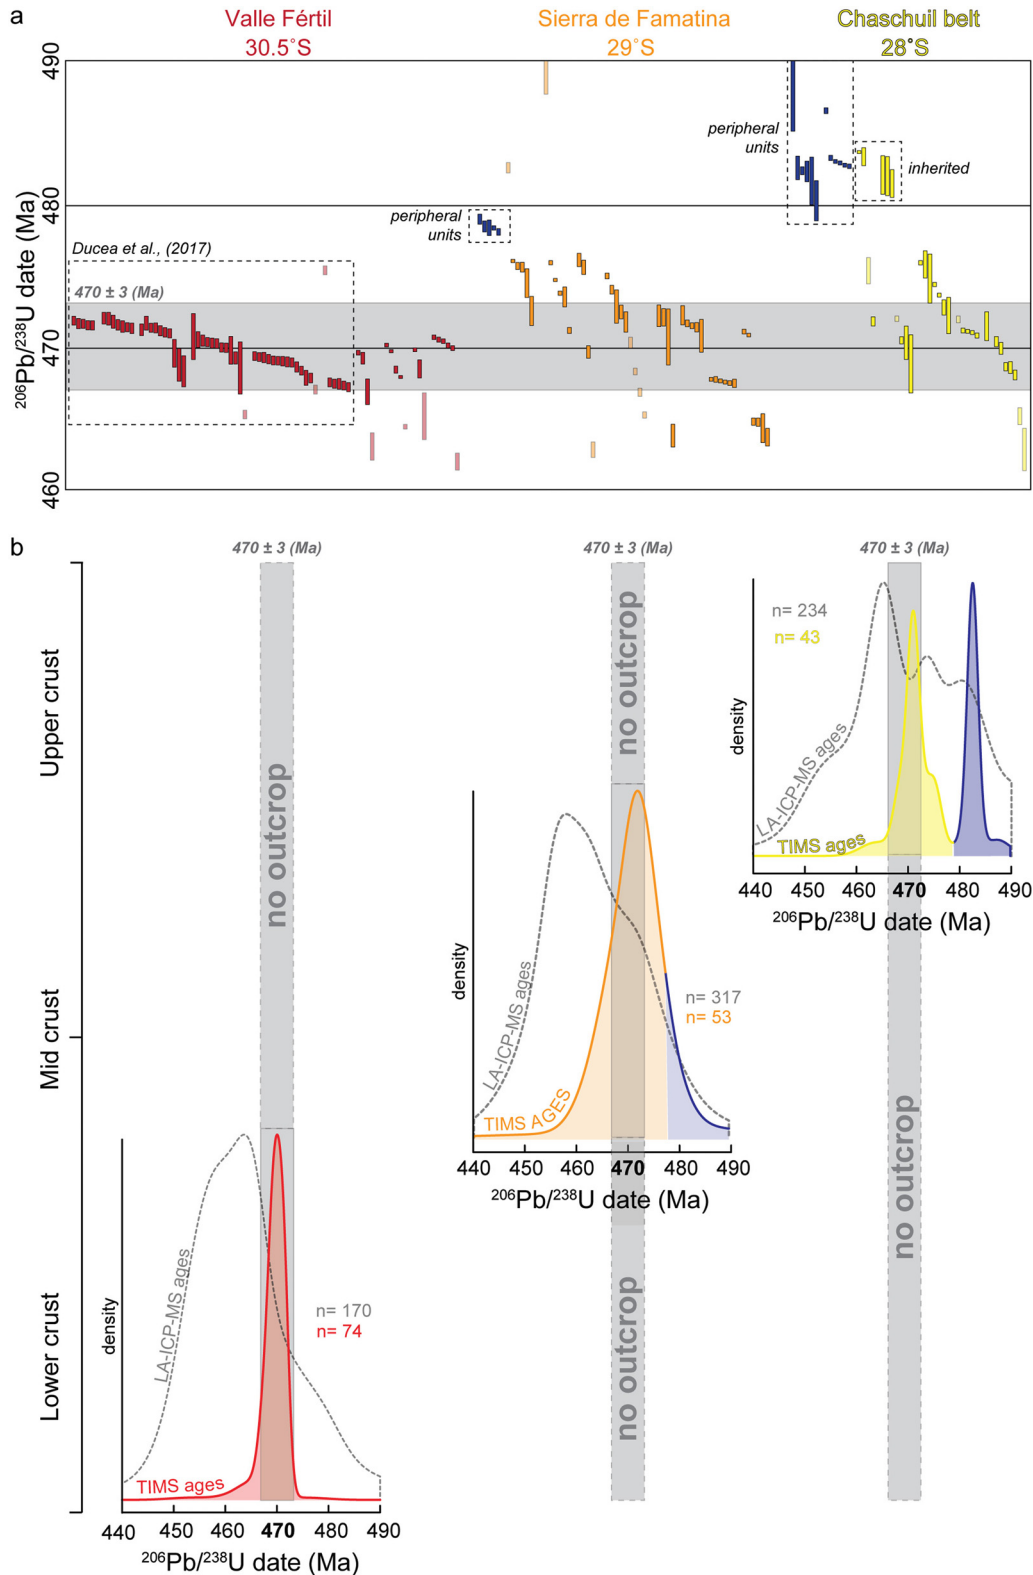 a
Valle Fértil
30.5°S
Sierra de Famatina
29°S
Chaschuil belt
28°S
206Pb/238U date (Ma)
490
480
470
460
Ducea et al., (2017)
470 ± 3 (Ma)
peripheral
units
peripheral
units
inherited
b
Upper crust
Mid crust
Lower crust
470 ± 3 (Ma)
no outcrop
density
LA-ICP-MS ages
TIMS ages
n= 170
n= 74
440 450 460 470 480 490
206Pb/238U date (Ma)
470 ± 3 (Ma)
no outcrop
density
LA-ICP-MS ages
TIMS AGES
n= 317
n= 53
440 450 460 470 480 490
206Pb/238U date (Ma)
no outcrop
470 ± 3 (Ma)
n= 234
n= 43
density
LA-ICP-MS ages
TIMS ages
440 450 460 470 480 490
206Pb/238U date (Ma)
no outcrop